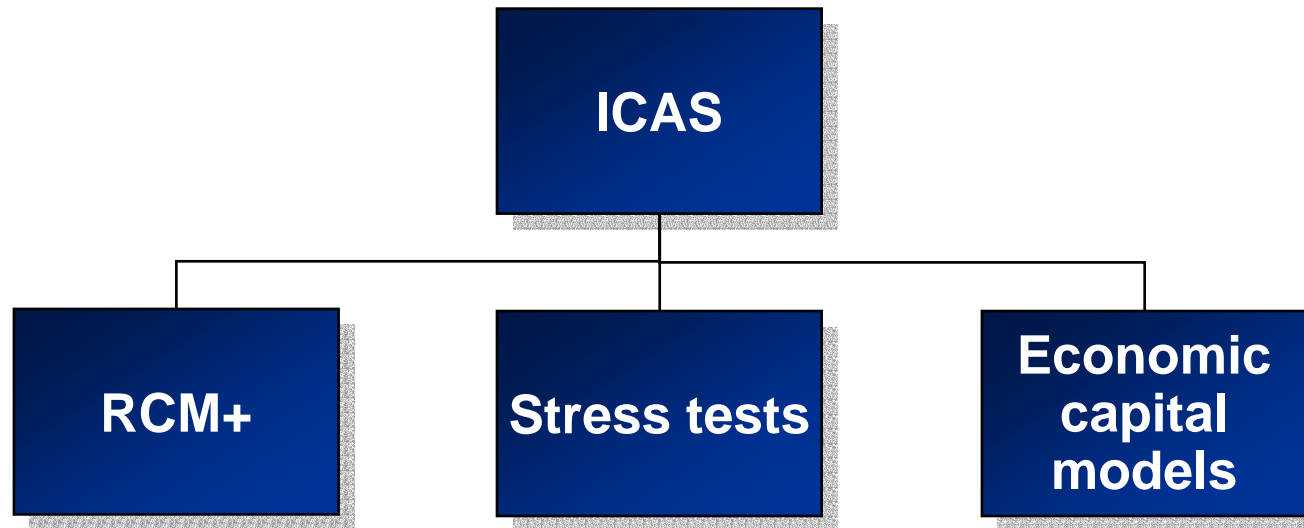 ICAS
RCM+
Stress tests
Economic
capital
models